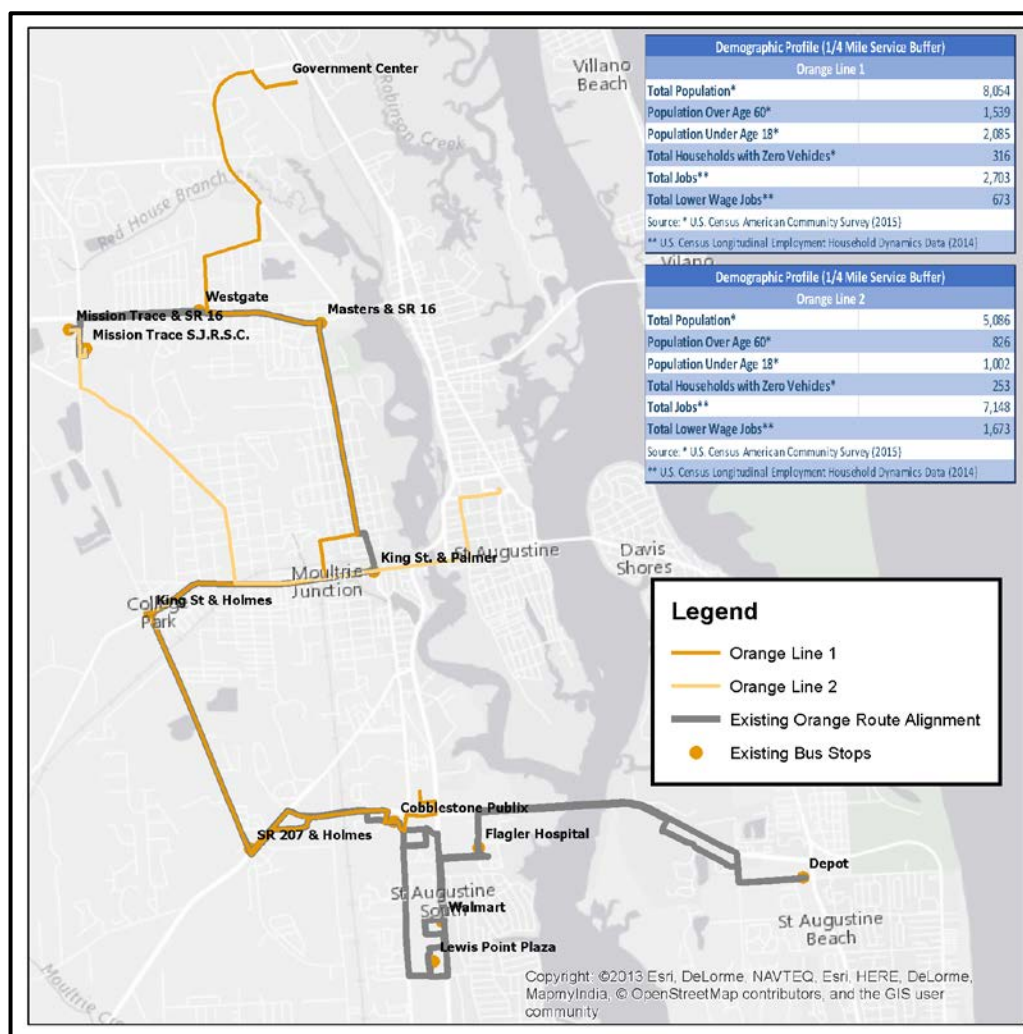 Government Center
Villano
Beach
Robinson Creek
Red House Branch
Vilano
Westgate
Mission Trace & SR 16
Masters & SR 16
Mission Trace S.J.R.S.C.
St Augustine
Davis
Shores
King St. & Palmer
Moultrie
Junction
King St & Holmes
College
Park
Cobblestone Publix
SR 207 & Holmes
Flagler Hospital
Depot
St Augustine
South
Walmart
St Augustine
Beach
Lewis Point Plaza
Moultrie
Demographic Profile (1/4 Mile Service Buffer)
Orange Line 1
Total Population* 8,054
Population Over Age 60* 1,539
Population Under Age 18* 2,085
Total Households with Zero Vehicles* 316
Total Jobs** 2,703
Total Lower Wage Jobs** 673
Source: * U.S. Census American Community Survey (2015)
** U.S. Census Longitudinal Employment Household Dynamics Data (2014)
Demographic Profile (1/4 Mile Service Buffer)
Orange Line 2
Total Population* 5,086
Population Over Age 60* 826
Population Under Age 18* 1,002
Total Households with Zero Vehicles* 253
Total Jobs** 7,148
Total Lower Wage Jobs** 1,673
Source: * U.S. Census American Community Survey (2015)
** U.S. Census Longitudinal Employment Household Dynamics Data (2014)
Legend
Orange Line 1
Orange Line 2
Existing Orange Route Alignment
Existing Bus Stops
Copyright: ©2013 Esri, DeLorme, NAVTEQ, Esri, HERE, DeLorme,
MapmyIndia, © OpenStreetMap contributors, and the GIS user
community